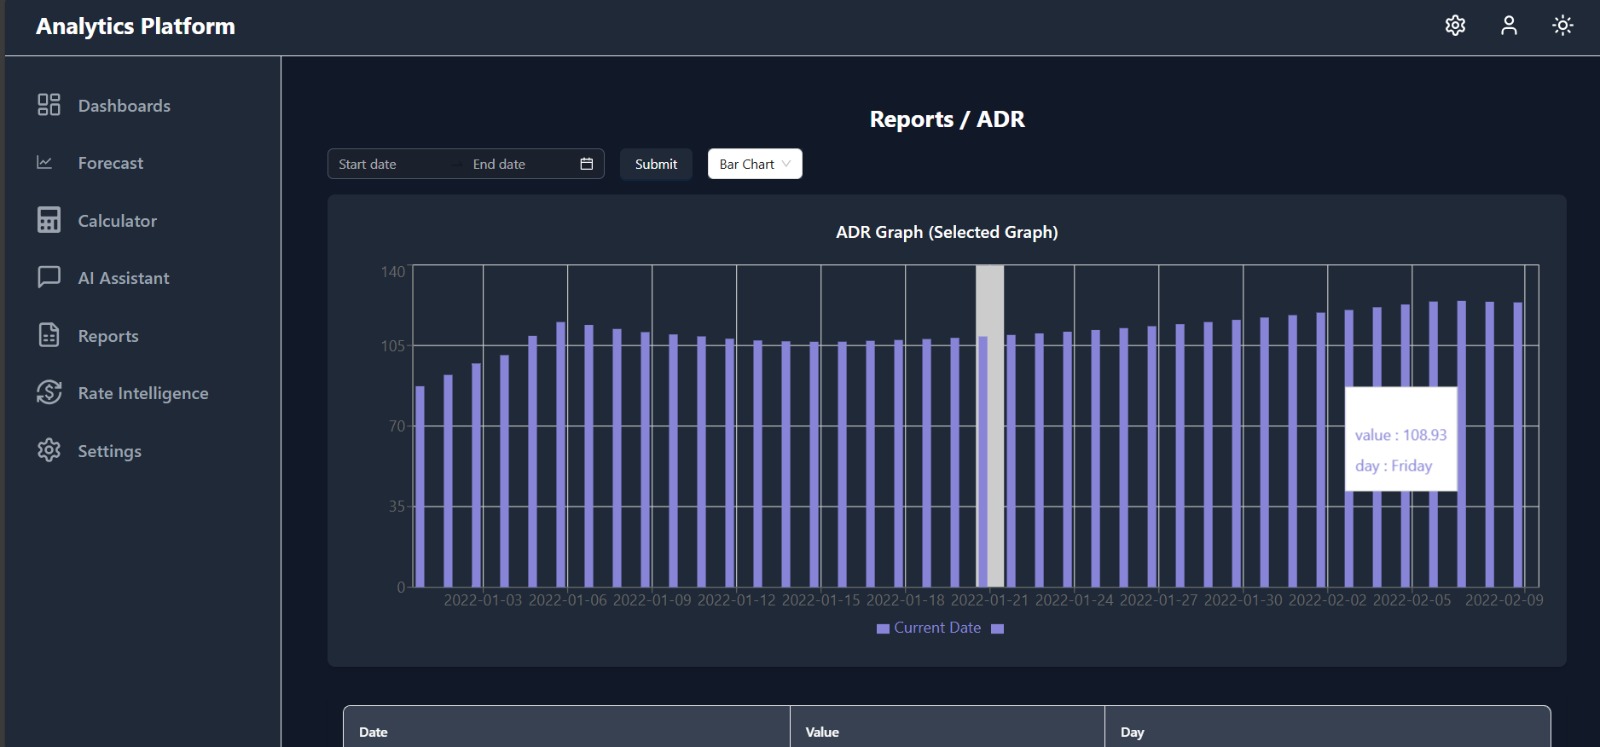 Analytics Platform
Dashboards
Forecast
Calculator
AI Assistant
Reports
Rate Intelligence
Settings
Reports / ADR
Start date
End date
Submit
Bar Chart
ADR Graph (Selected Graph)
140
105
70
35
0
value : 108.93
day : Friday
2022-01-03 2022-01-06 2022-01-09 2022-01-12 2022-01-15 2022-01-18 2022-01-21 2022-01-24 2022-01-27 2022-01-30 2022-02-02 2022-02-05 2022-02-09
Current Date
Date Value Day